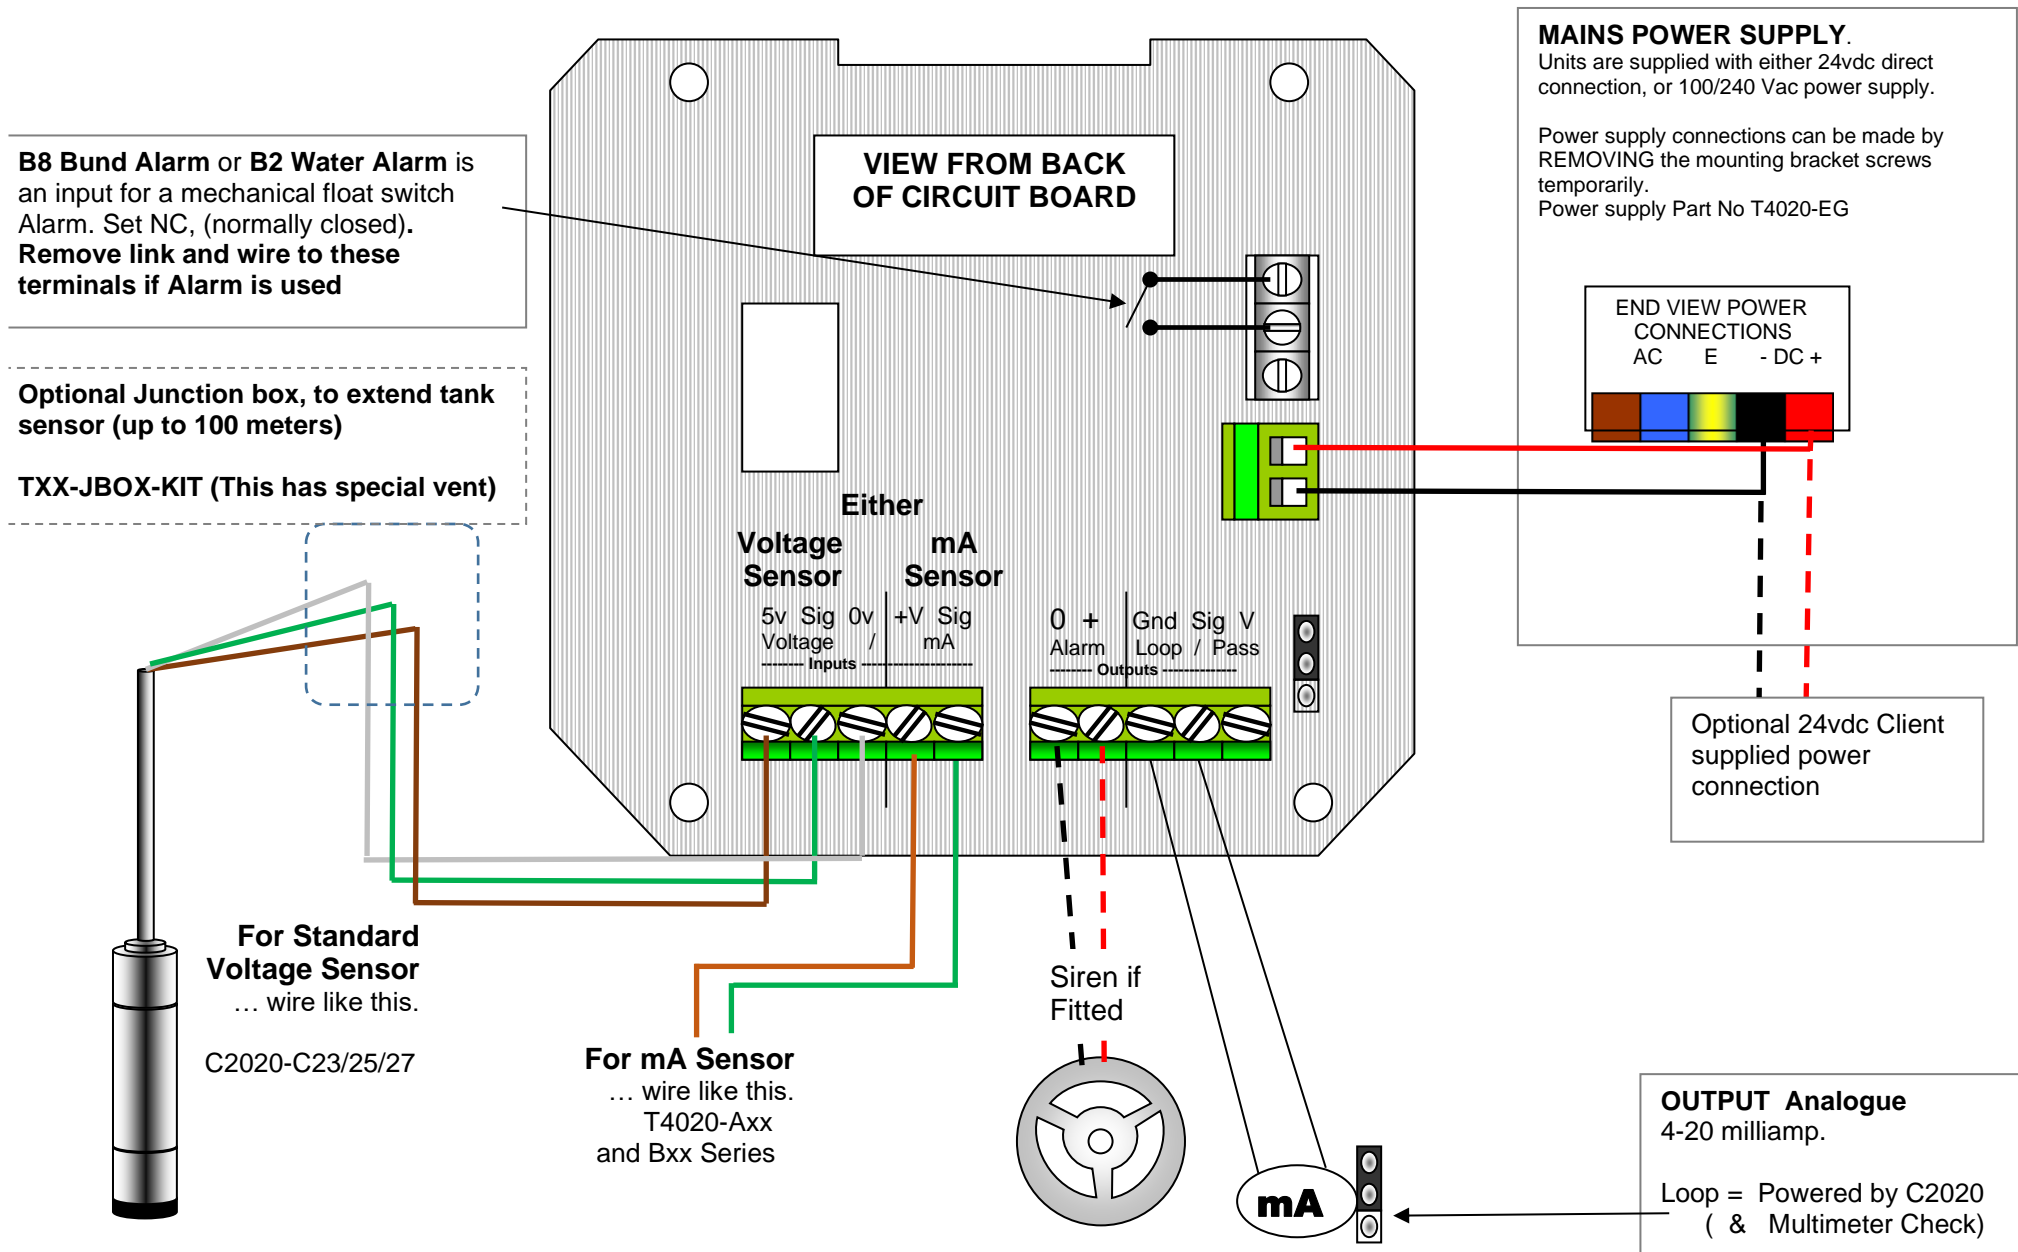 MAINS POWER SUPPLY.
Units are supplied with either 24vdc direct
connection, or 100/240 Vac power supply.
Power supply connections can be made by
REMOVING the mounting bracket screws
temporarily.
Power supply Part No T4020-EG
B8 Bund Alarm or B2 Water Alarm is
an input for a mechanical float switch
Alarm. Set NC, (normally closed).
Remove link and wire to these
terminals if Alarm is used
VIEW FROM BACK
OF CIRCUIT BOARD
END VIEW POWER
CONNECTIONS
AC E - DC +
Optional Junction box, to extend tank
sensor (up to 100 meters)
TXX-JBOX-KIT (This has special vent)
Either
Voltage
Sensor
mA
Sensor
5v Sig 0v +V Sig
Voltage / mA
-------- Inputs --------------------
0 + Gnd Sig V
Alarm Loop / Pass
-------- Outputs --------------
Optional 24vdc Client
supplied power
connection
For Standard
Voltage Sensor
… wire like this.
C2020-C23/25/27
For mA Sensor
… wire like this.
T4020-Axx
and Bxx Series
Siren if
Fitted
mA
OUTPUT Analogue
4-20 milliamp.
Loop = Powered by C2020
( & Multimeter Check)